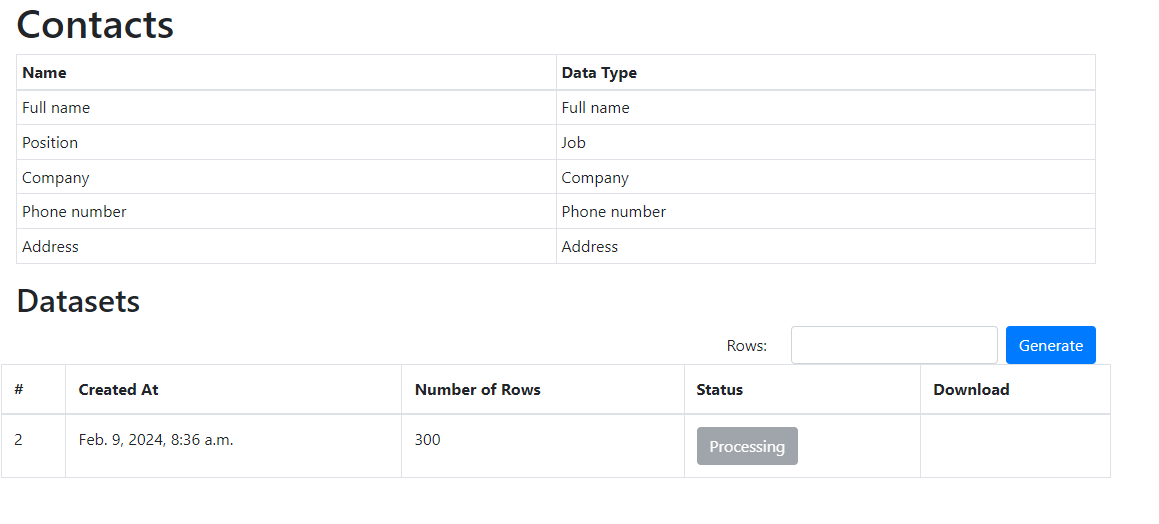 Contacts
Name Data Type
Full name Full name
Position Job
Company Company
Phone number Phone number
Address Address
Datasets
Rows: Generate
# Created At Number of Rows Status Download
2 Feb. 9, 2024, 8:36 a.m. 300 Processing